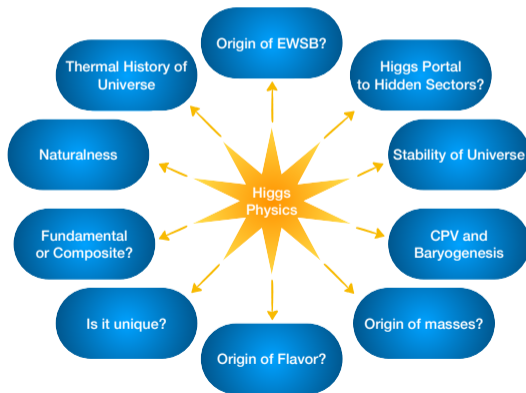 Origin of EWSB?
Thermal History of
Universe
Higgs Portal
to Hidden Sectors?
Naturalness
Stability of Universe
Higgs
Physics
Fundamental
or Composite?
CPV and
Baryogenesis
Is it unique?
Origin of masses?
Origin of Flavor?